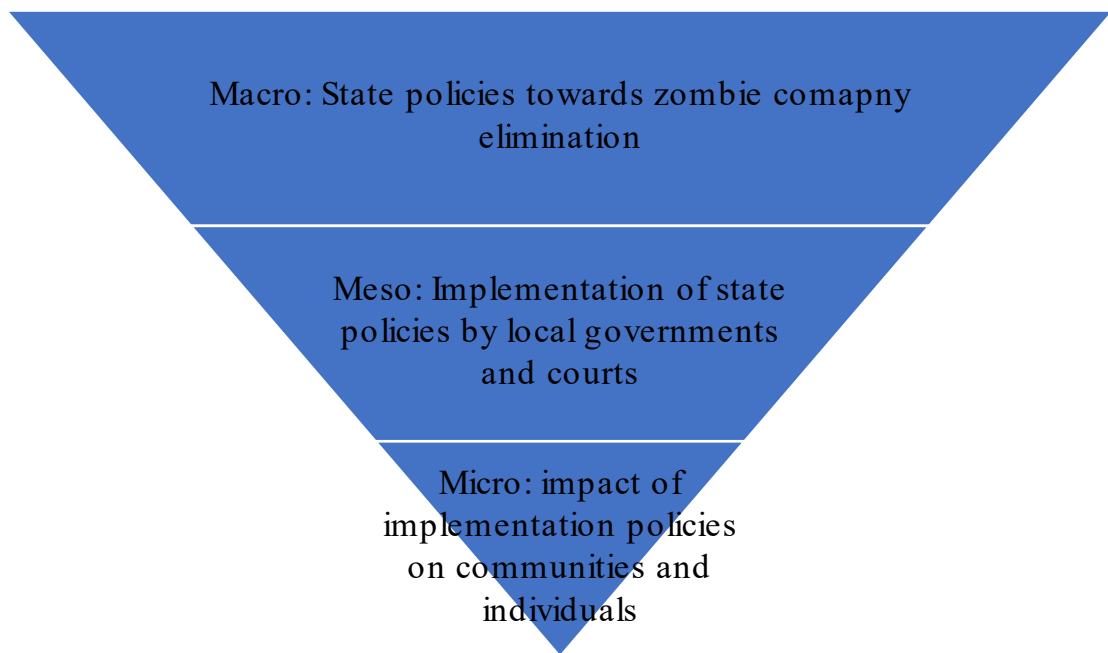 Macro: State policies towards zombie comapny
elimination
Meso: Implementation of state
policies by local governments
and courts
Micro: impact of
implementation policies
on communities and
individuals